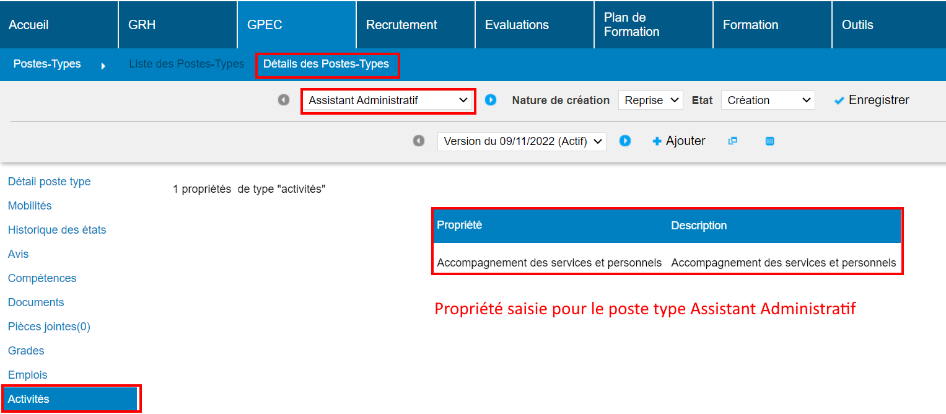 Accueil GRH GPEC Recrutement Evaluations Plan de Formation Formation Outils
Postes-Types Liste des Postes-Types Détails des Postes-Types
Assistant Administratif Nature de création Reprise Etat Création Enregistrer
Version du 09/11/2022 (Actif) Ajouter
Détail poste type
1 propriétés de type "activités"
Mobilités
Historique des états
Propriété Description
Avis
Accompagnement des services et personnels Accompagnement des services et personnels
Compétences
Documents
Propriété saisie pour le poste type Assistant Administratif
Pièces jointes(0)
Grades
Emplois
Activités